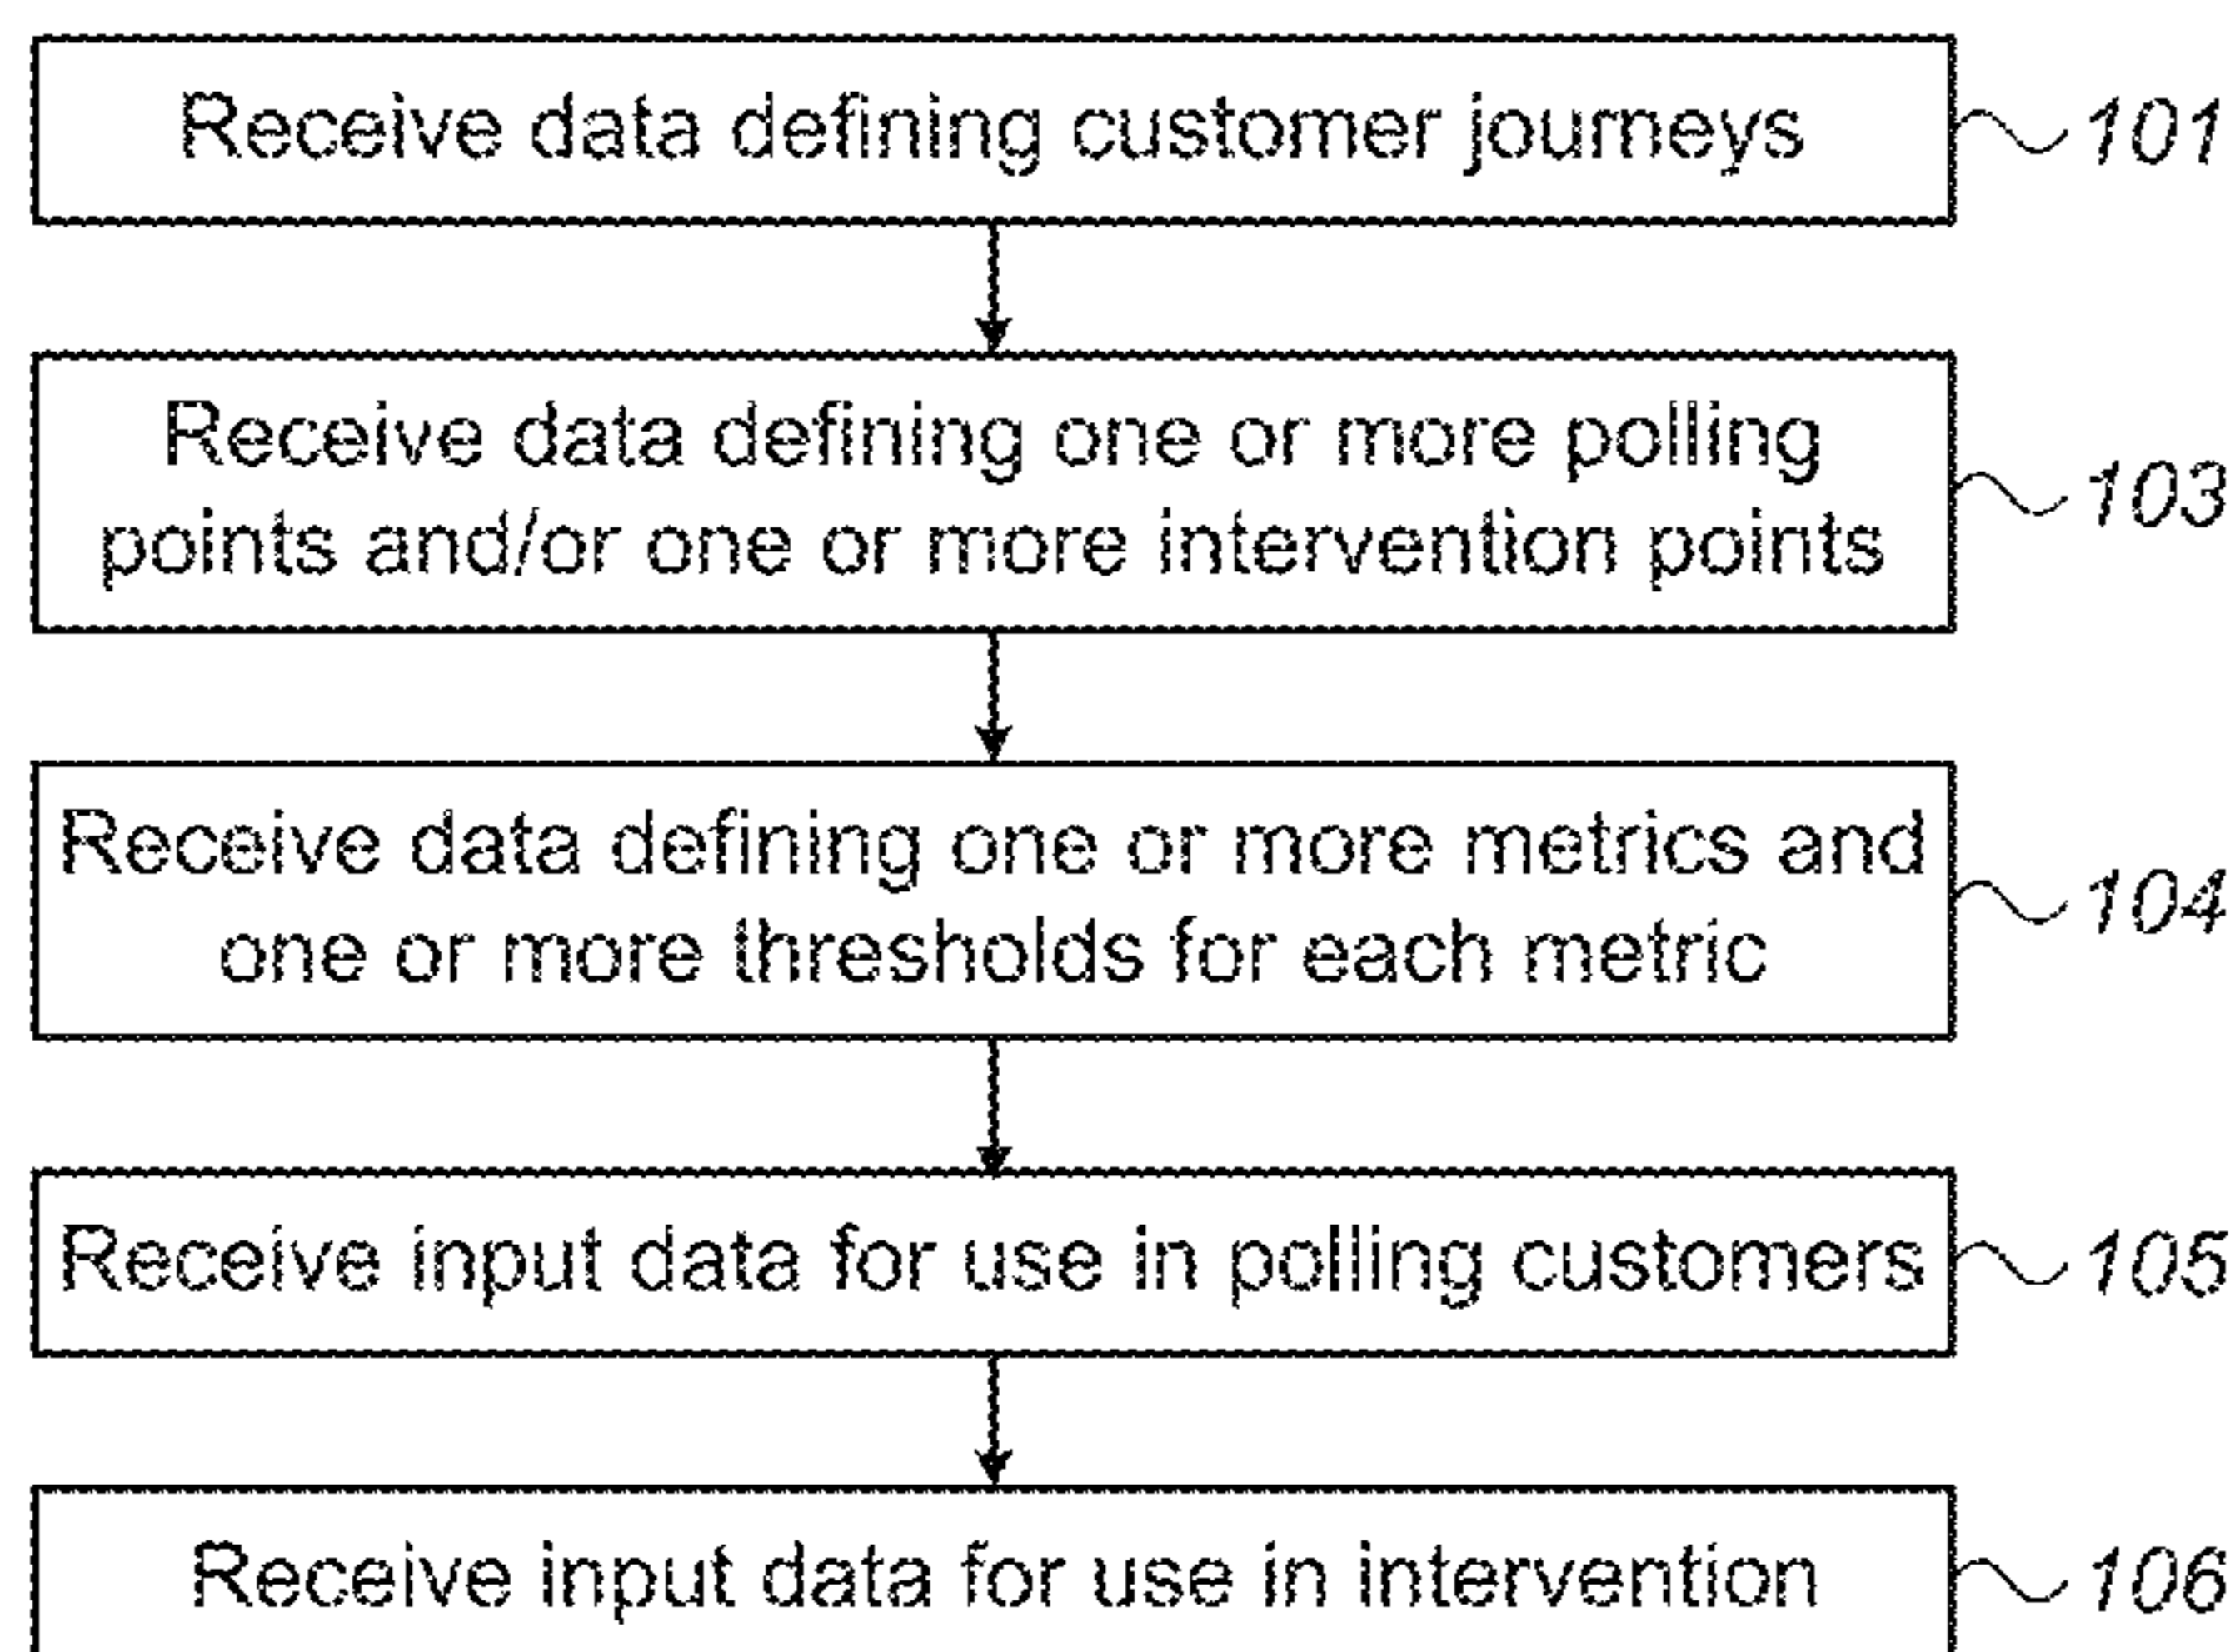 Receive data defining customer journeys
101
Receive data defining one or more polling
points and/or one or more intervention points
103
Receive data defining one or more metrics and
one or more thresholds for each metric
104
Receive input data for use in polling customers
105
Receive input data for use in intervention
106